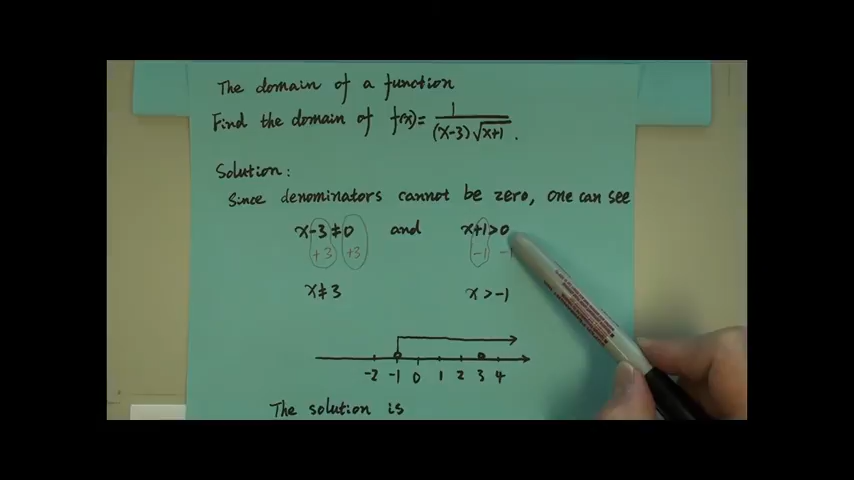 The domain of a function
Find the domain of f(x)= 1/((x-3)√(x+1)).
Solution:
Since denominators cannot be zero, one can see
x-3≠0 and x+1>0
+3 +3 -1 -1
x≠3 x>-1
-2 -1 0 1 2 3 4
The solution is